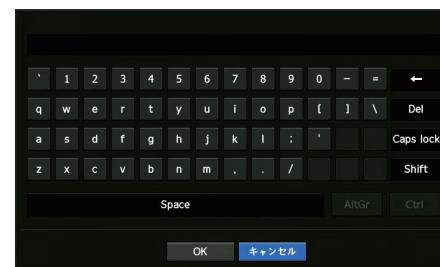 ` 1 2 3 4 5 6 7 8 9 0 - = ←
q w e r t y u i o p [ ] \ Del
a s d f g h j k l ; ' Caps lock
z x c v b n m , . / Shift
Space AltGr Ctrl
OK キャンセル